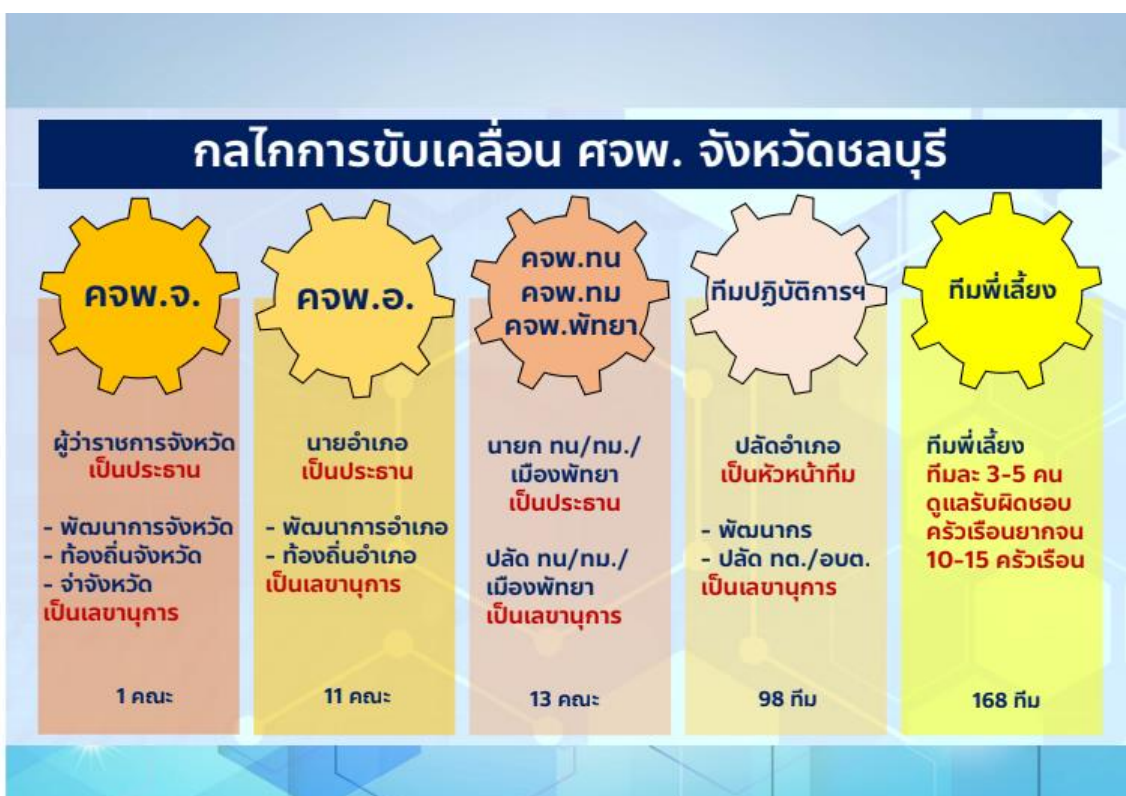 กลไกการขับเคลื่อน ศจพ. จังหวัดชลบุรี
คจพ.จ.
ผู้ว่าราชการจังหวัด
เป็นประธาน
- พัฒนาการจังหวัด
- ท้องถิ่นจังหวัด
- จ่าจังหวัด
เป็นเลขานุการ
1 คณะ
คจพ.อ.
นายอำเภอ
เป็นประธาน
- พัฒนาการอำเภอ
- ท้องถิ่นอำเภอ
เป็นเลขานุการ
11 คณะ
คจพ.ทน
คจพ.ทม
คจพ.พัทยา
นายก ทน/ทม./
เมืองพัทยา
เป็นประธาน
ปลัด ทน/ทม./
เมืองพัทยา
เป็นเลขานุการ
13 คณะ
ทีมปฏิบัติการฯ
ปลัดอำเภอ
เป็นหัวหน้าทีม
- พัฒนากร
- ปลัด ทต./อบต.
เป็นเลขานุการ
98 ทีม
ทีมพี่เลี้ยง
ทีมพี่เลี้ยง
ทีมละ 3-5 คน
ดูแลรับผิดชอบ
ครัวเรือนยากจน
10-15 ครัวเรือน
168 ทีม